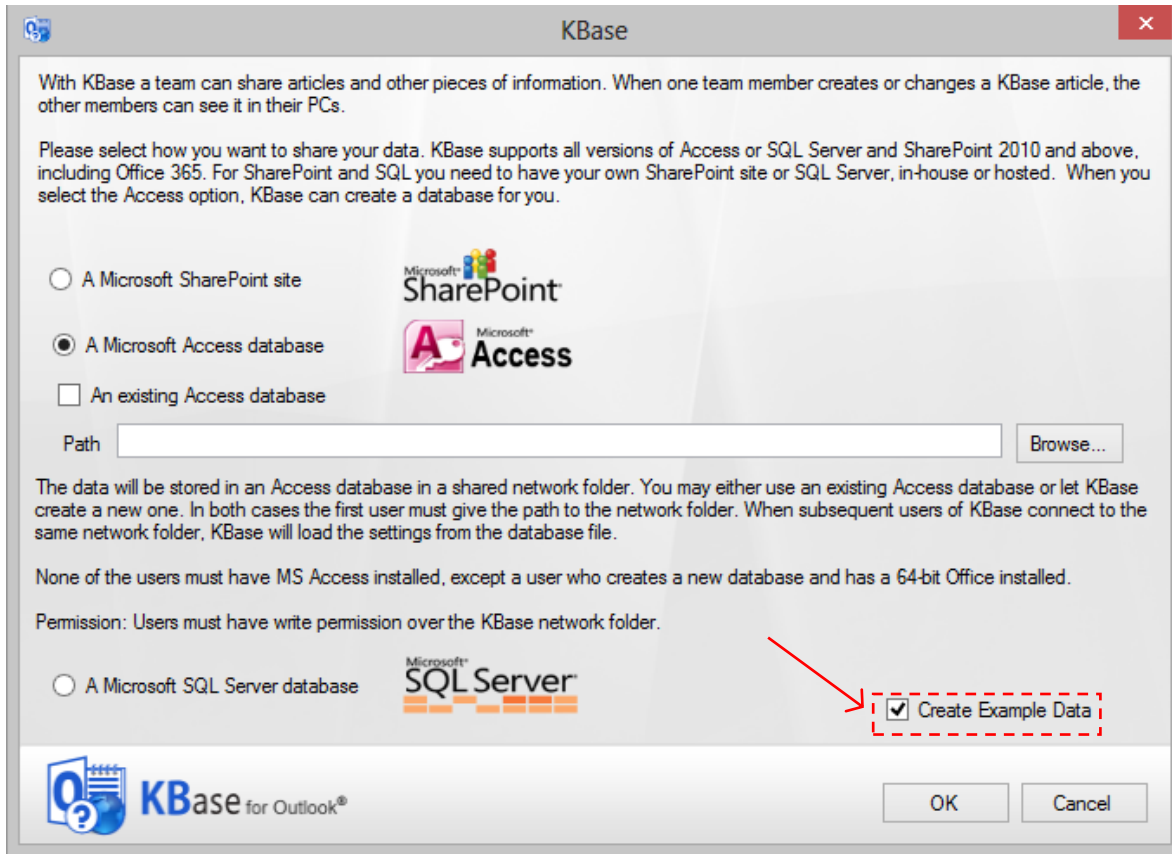 KBase
With KBase a team can share articles and other pieces of information. When one team member creates or changes a KBase article, the
other members can see it in their PCs.
Please select how you want to share your data. KBase supports all versions of Access or SQL Server and SharePoint 2010 and above,
including Office 365. For SharePoint and SQL you need to have your own SharePoint site or SQL Server, in-house or hosted.  When you
select the Access option, KBase can create a database for you.
A Microsoft SharePoint site
Microsoft®
SharePoint®
A Microsoft Access database
Microsoft®
Access
An existing Access database
Path
Browse...
The data will be stored in an Access database in a shared network folder. You may either use an existing Access database or let KBase
create a new one. In both cases the first user must give the path to the network folder. When subsequent users of KBase connect to the
same network folder, KBase will load the settings from the database file.
None of the users must have MS Access installed, except a user who creates a new database and has a 64-bit Office installed.
Permission: Users must have write permission over the KBase network folder.
A Microsoft SQL Server database
Microsoft®
SQL Server®
Create Example Data
KBase for Outlook®
OK
Cancel